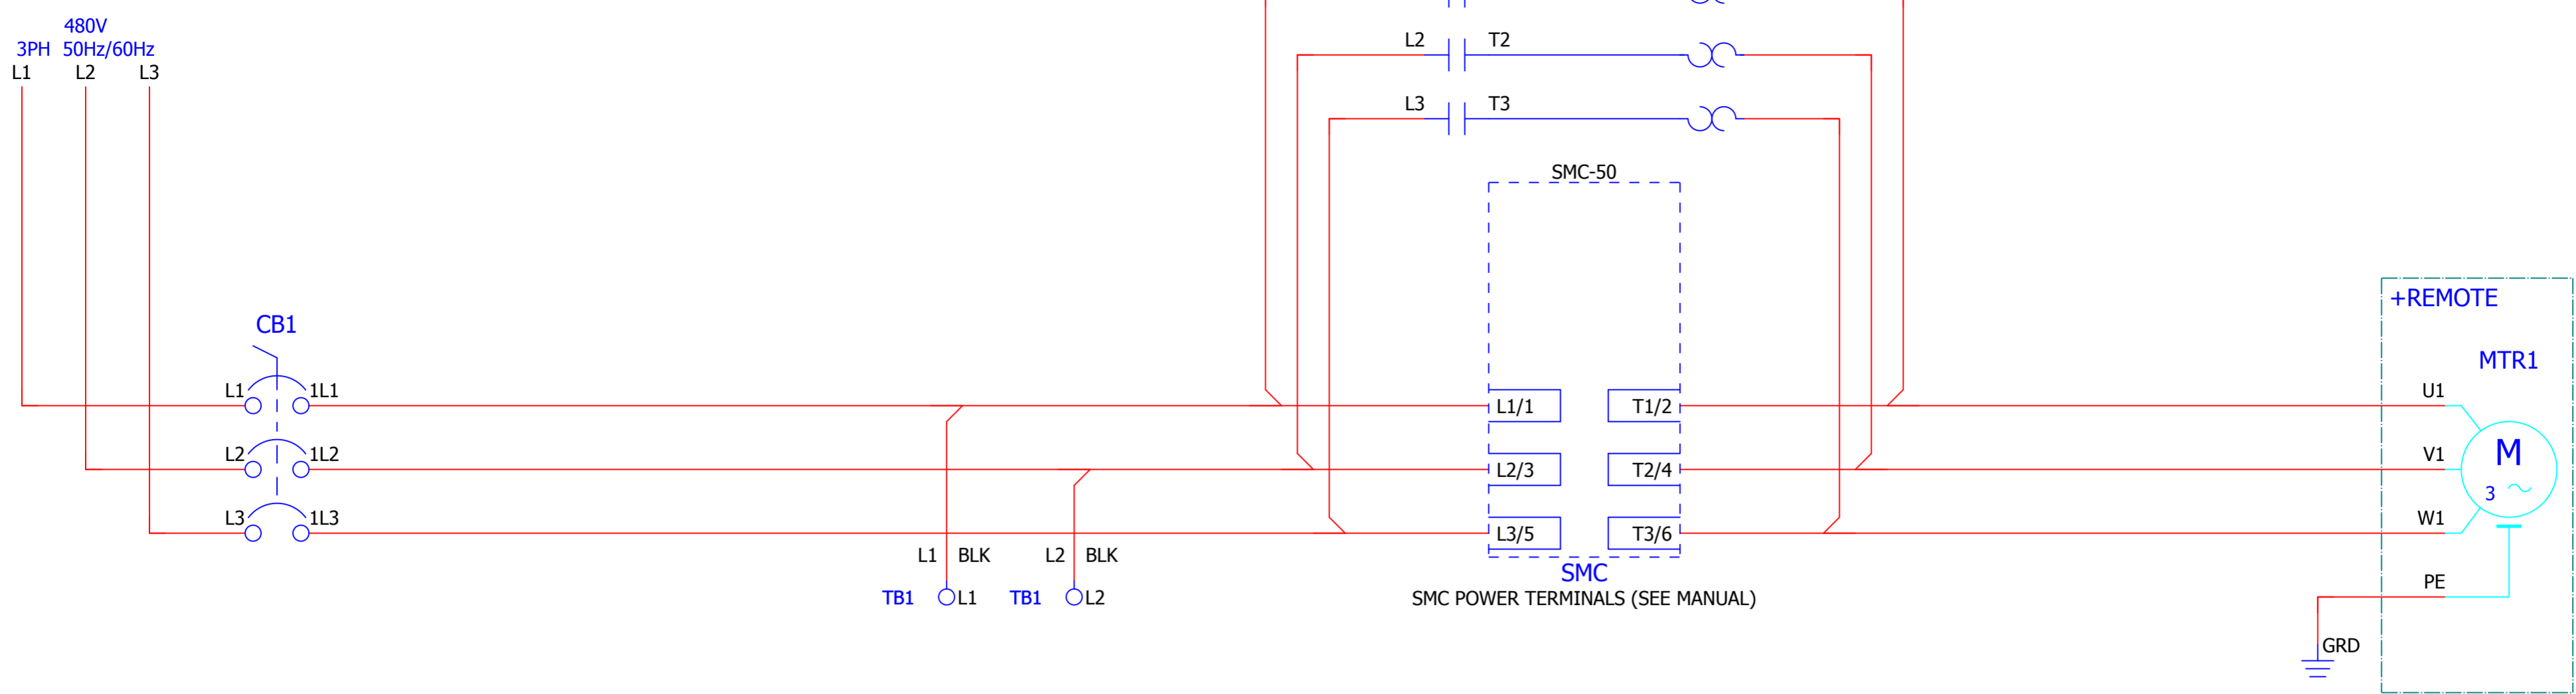 480V
3PH 50Hz/60Hz
L1 L2 L3
L2 T2
L3 T3
SMC-50
+REMOTE
CB1
MTR1
L1 1L1
L1/1 T1/2
U1
L2 1L2
L2/3 T2/4
V1
M
3
L3 1L3
L3/5 T3/6
W1
L1 BLK L2 BLK
SMC
PE
TB1 L1 TB1 L2
SMC POWER TERMINALS (SEE MANUAL)
GRD